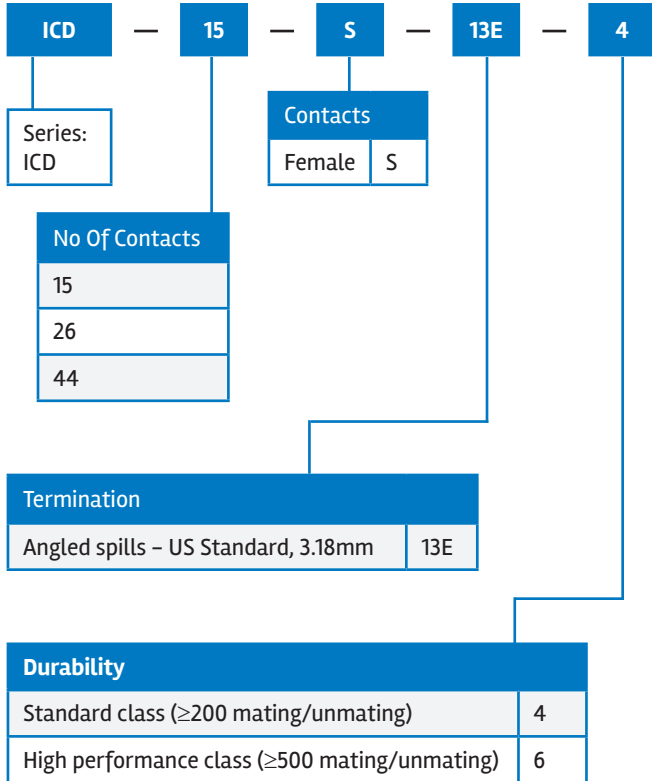 ICD — 15 — S — 13E — 4
Series:
ICD
Contacts
Female S
No Of Contacts
15
26
44
Termination
Angled spills – US Standard, 3.18mm 13E
Durability
Standard class (≥200 mating/unmating) 4
High performance class (≥500 mating/unmating) 6